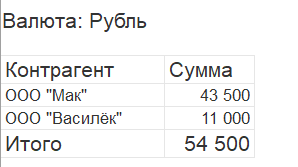 Валюта: Рубль
Контрагент Сумма
ООО "Мак" 43 500
ООО "Василёк" 11 000
Итого 54 500